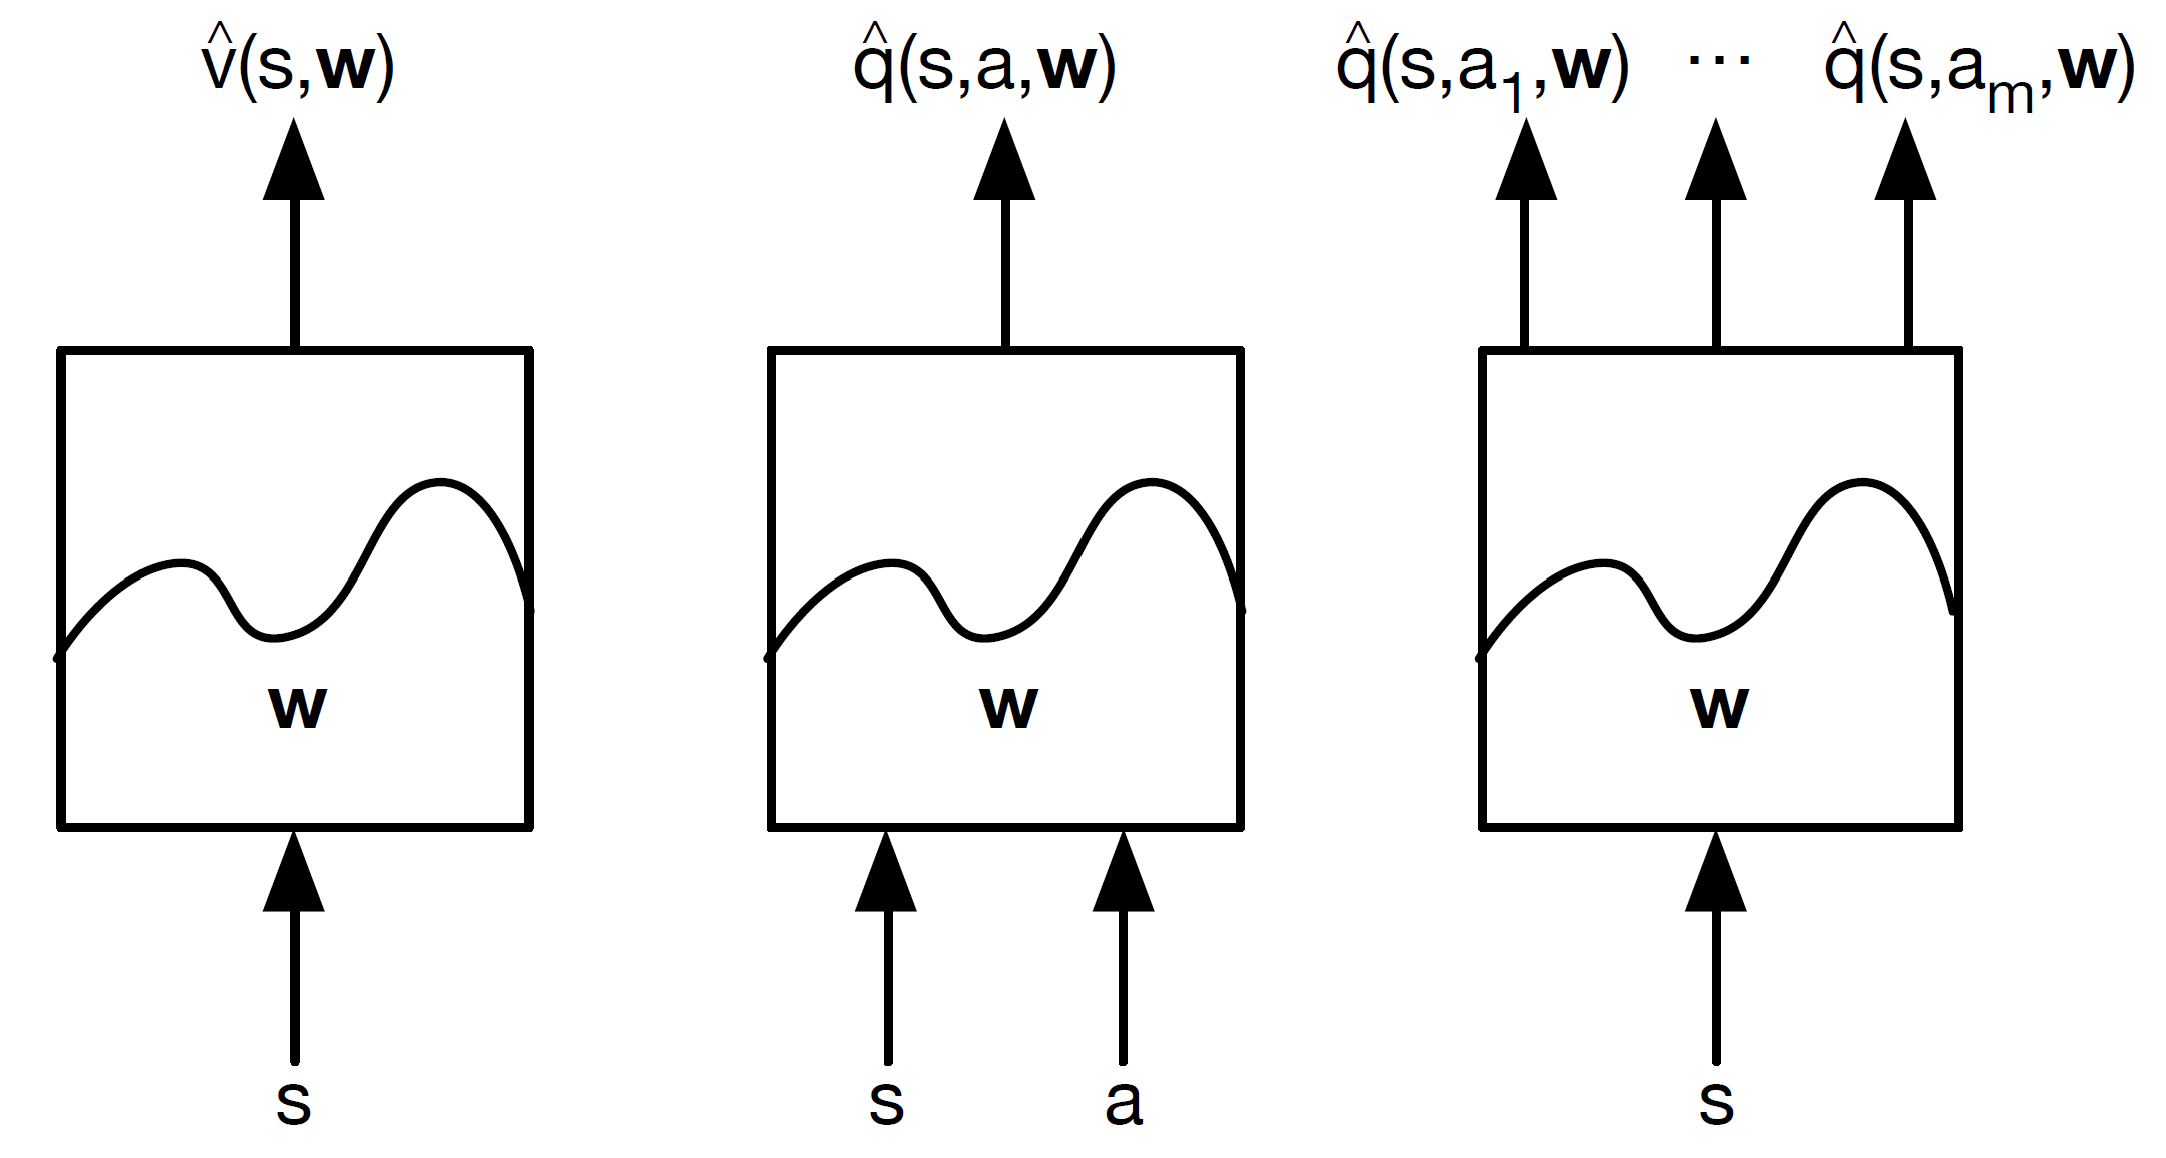 v̂(s,w) q̂(s,a,w) q̂(s,a₁,w) ... q̂(s,aₘ,w)
w w w
s s a s